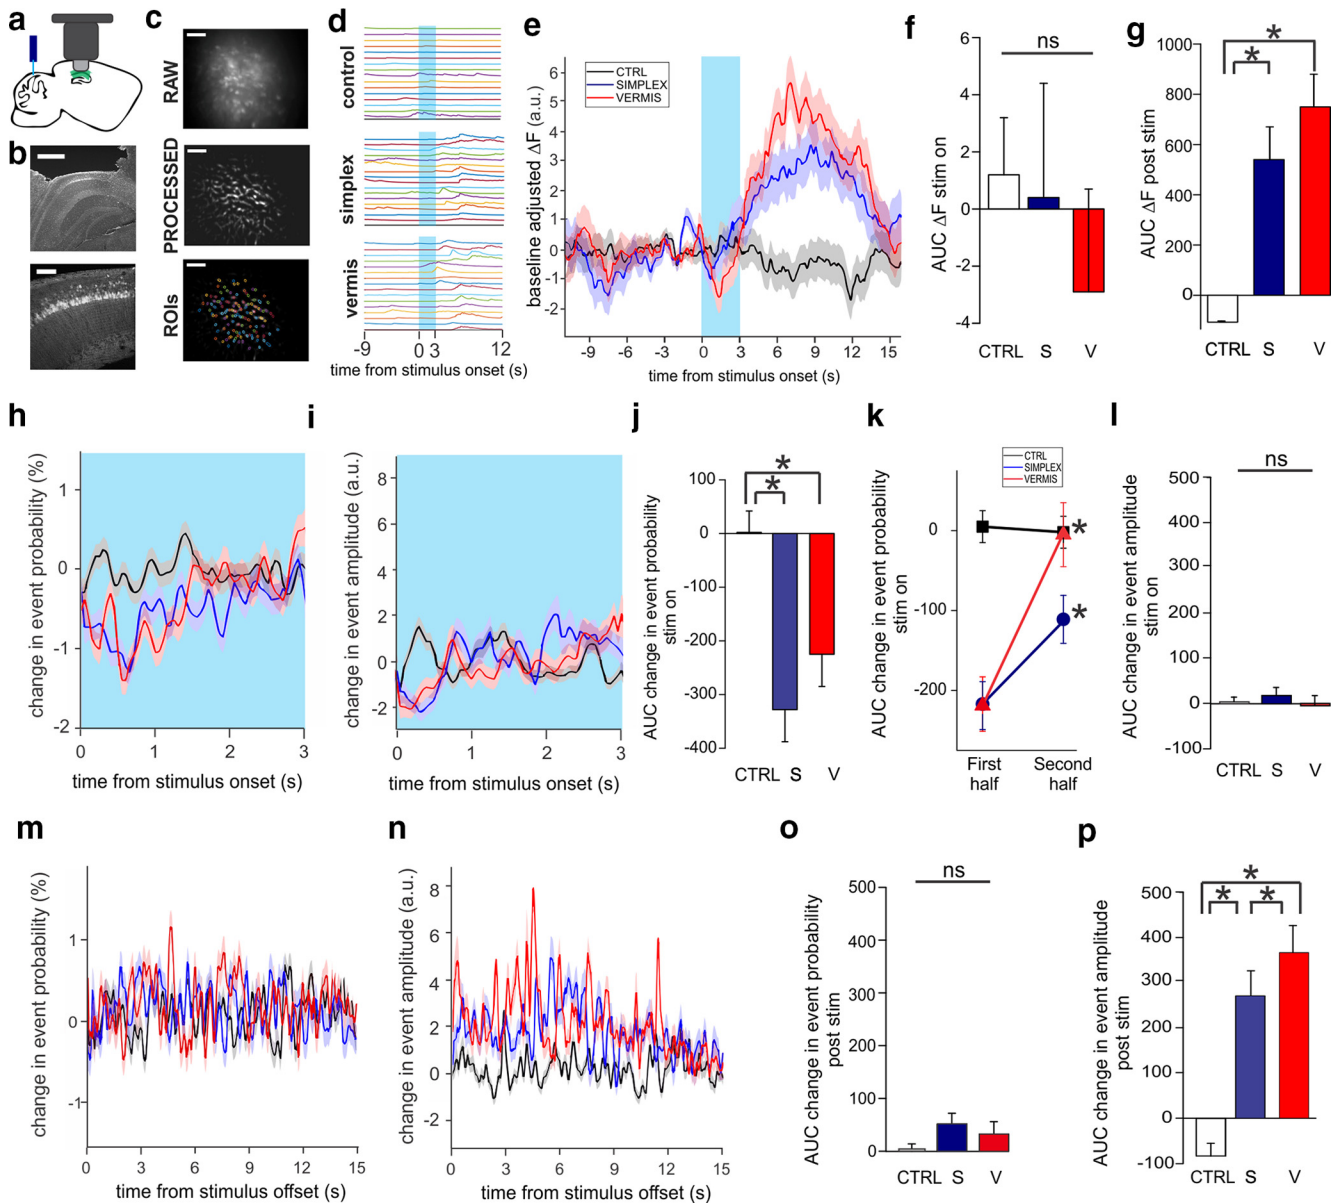 a
b
c
RAW
PROCESSED
ROIs
d
control
simplex
vermis
-9
0
3
12
time from stimulus onset (s)
e
CTRL
SIMPLEX
VERMIS
baseline adjusted ΔF (a.u.)
6
5
4
3
2
1
0
-1
-2
-9
-6
-3
0
3
6
9
12
15
time from stimulus onset (s)
f
ns
AUC ΔF stim on
6
4
2
0
-2
-4
CTRL S V
g
*
*
AUC ΔF post stim
1000
800
600
400
200
0
CTRL S V
h
change in event probability (%)
1
0
-1
-2
0
1
2
3
time from stimulus onset (s)
i
change in event amplitude (a.u.)
8
6
4
2
0
-2
0
1
2
3
time from stimulus onset (s)
j
*
*
AUC change in event probability
stim on
100
0
-100
-200
-300
-400
CTRL S V
k
CTRL
SIMPLEX
VERMIS
AUC change in event probability
stim on
0
-100
-200
*
*
First
half
Second
half
l
ns
AUC change in event amplitude
stim on
500
400
300
200
100
0
-100
CTRL S V
m
change in event probability (%)
1
0
-1
0
3
6
9
12
15
time from stimulus offset (s)
n
change in event amplitude (a.u.)
8
6
4
2
0
-2
0
3
6
9
12
15
time from stimulus offset (s)
o
ns
AUC change in event probability
post stim
500
400
300
200
100
0
CTRL S V
p
*
*
*
AUC change in event amplitude
post stim
500
400
300
200
100
0
-100
CTRL S V